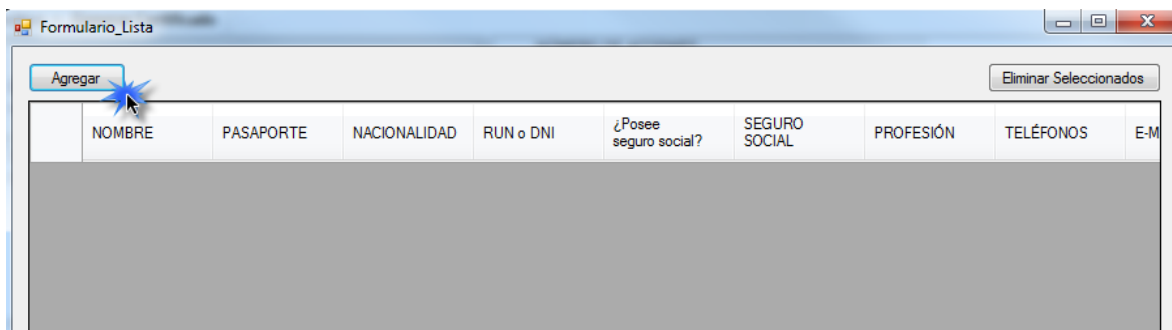 Formulario_Lista
Agregar
Eliminar Seleccionados
NOMBRE
PASAPORTE
NACIONALIDAD
RUN o DNI
¿Posee
seguro social?
SEGURO
SOCIAL
PROFESIÓN
TELÉFONOS
E-M